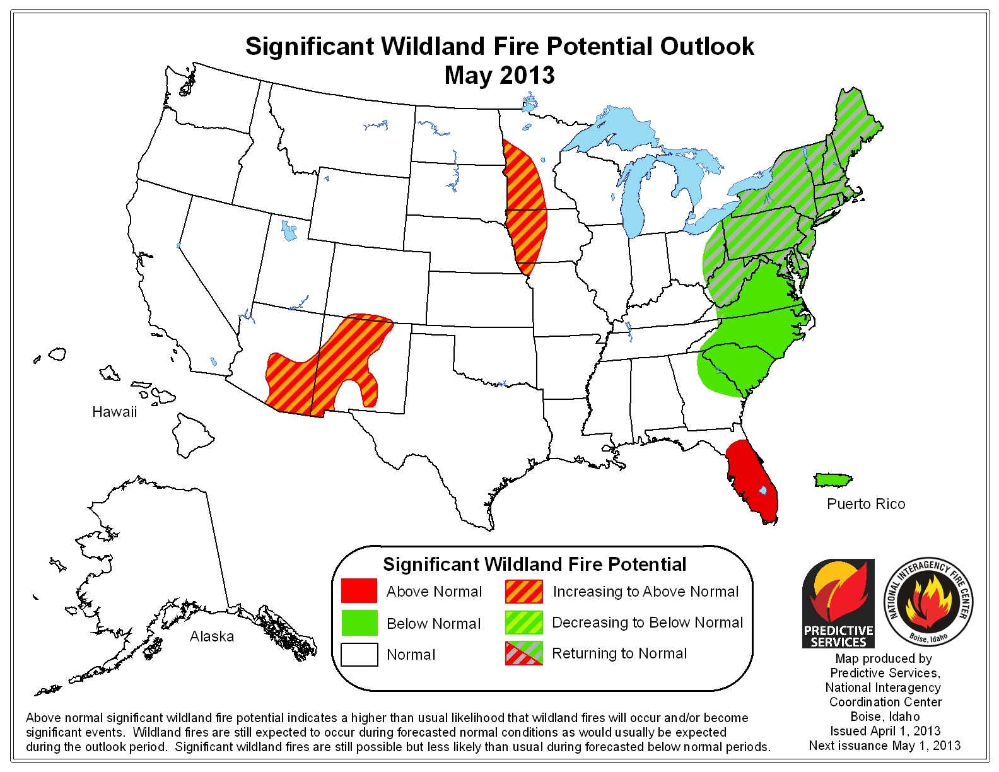 Significant Wildland Fire Potential Outlook
May 2013
Hawaii
Puerto Rico
Alaska
Significant Wildland Fire Potential
Above Normal
Increasing to Above Normal
Below Normal
Decreasing to Below Normal
Normal
Returning to Normal
PREDICTIVE
SERVICES
NATIONAL INTERAGENCY FIRE CENTER
Boise, Idaho
Map produced by
Predictive Services,
National Interagency
Coordination Center
Boise, Idaho
Issued April 1, 2013
Next issuance May 1, 2013
Above normal significant wildland fire potential indicates a higher than usual likelihood that wildland fires will occur and/or become
significant events.  Wildland fires are still expected to occur during forecasted normal conditions as would usually be expected
during the outlook period.  Significant wildland fires are still possible but less likely than usual during forecasted below normal periods.